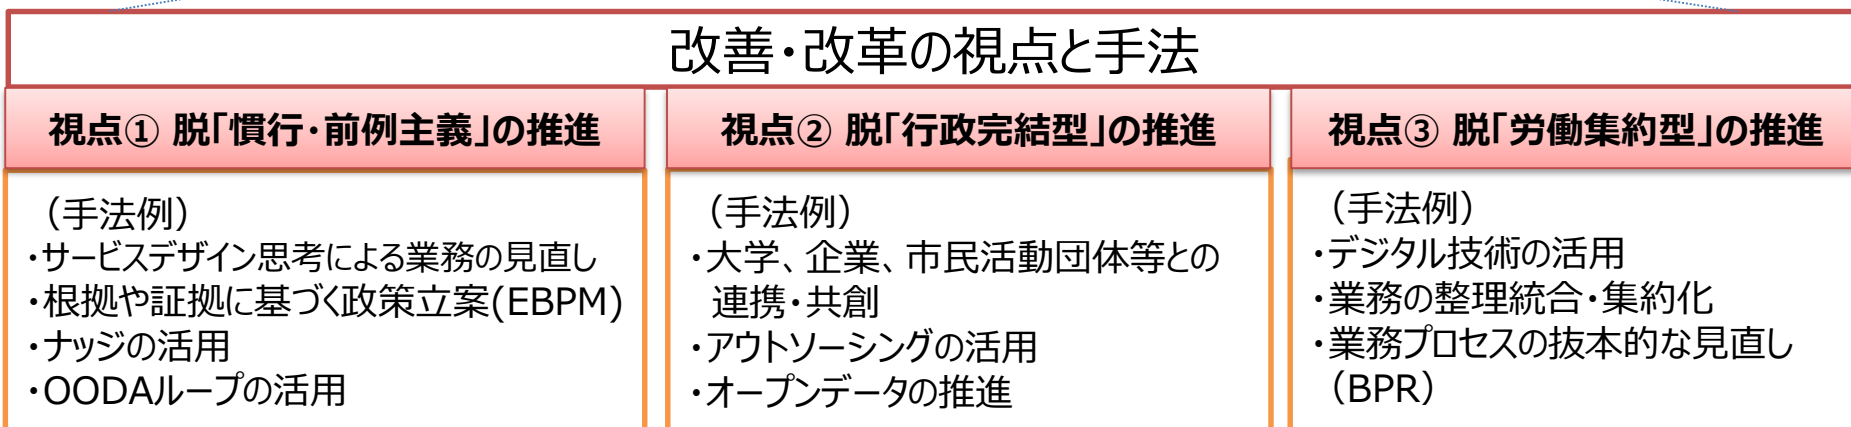 改善・改革の視点と手法
視点① 脱「慣行・前例主義」の推進
（手法例）
・サービスデザイン思考による業務の見直し
・根拠や証拠に基づく政策立案(EBPM)
・ナッジの活用
・OODAループの活用
視点② 脱「行政完結型」の推進
（手法例）
・大学、企業、市民活動団体等との
連携・共創
・アウトソーシングの活用
・オープンデータの推進
視点③ 脱「労働集約型」の推進
（手法例）
・デジタル技術の活用
・業務の整理統合・集約化
・業務プロセスの抜本的な見直し
（BPR）